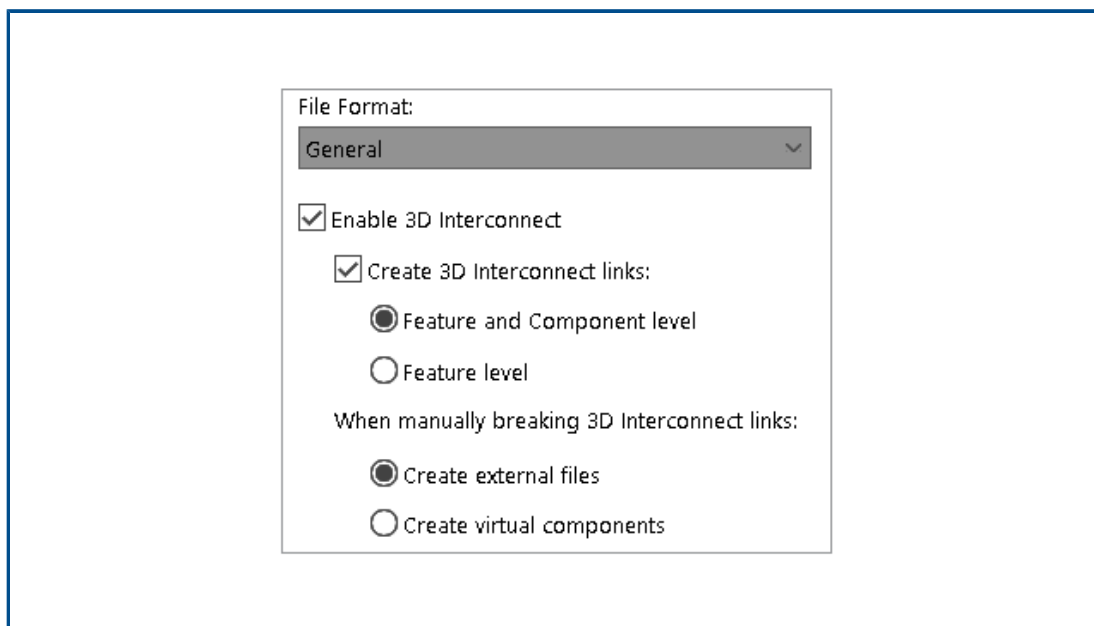 File Format:
General
Enable 3D Interconnect
Create 3D Interconnect links:
Feature and Component level
Feature level
When manually breaking 3D Interconnect links:
Create external files
Create virtual components